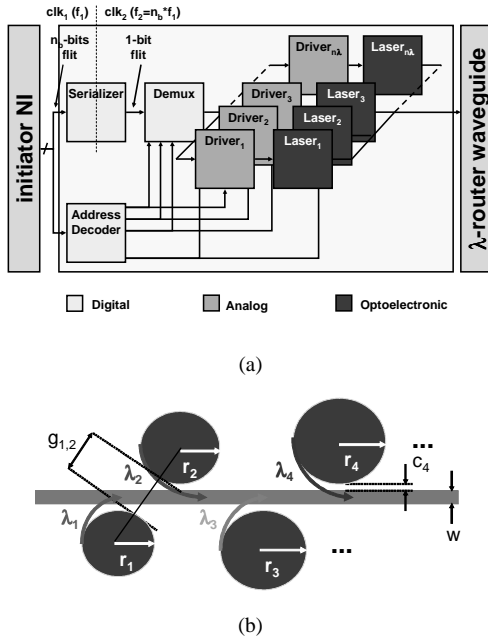 clk1 (f1) clk2 (f2=nb*f1)
nb-bits flit
1-bit flit
initiator NI
Serializer
Demux
Address Decoder
Drivernλ
Lasernλ
Driver3
Laser3
Driver2
Laser2
Driver1
Laser1
λ-router waveguide
Digital
Analog
Optoelectronic
(a)
g1,2
λ1
r1
λ2
r2
λ3
r3
...
λ4
r4
...
c4
w
(b)